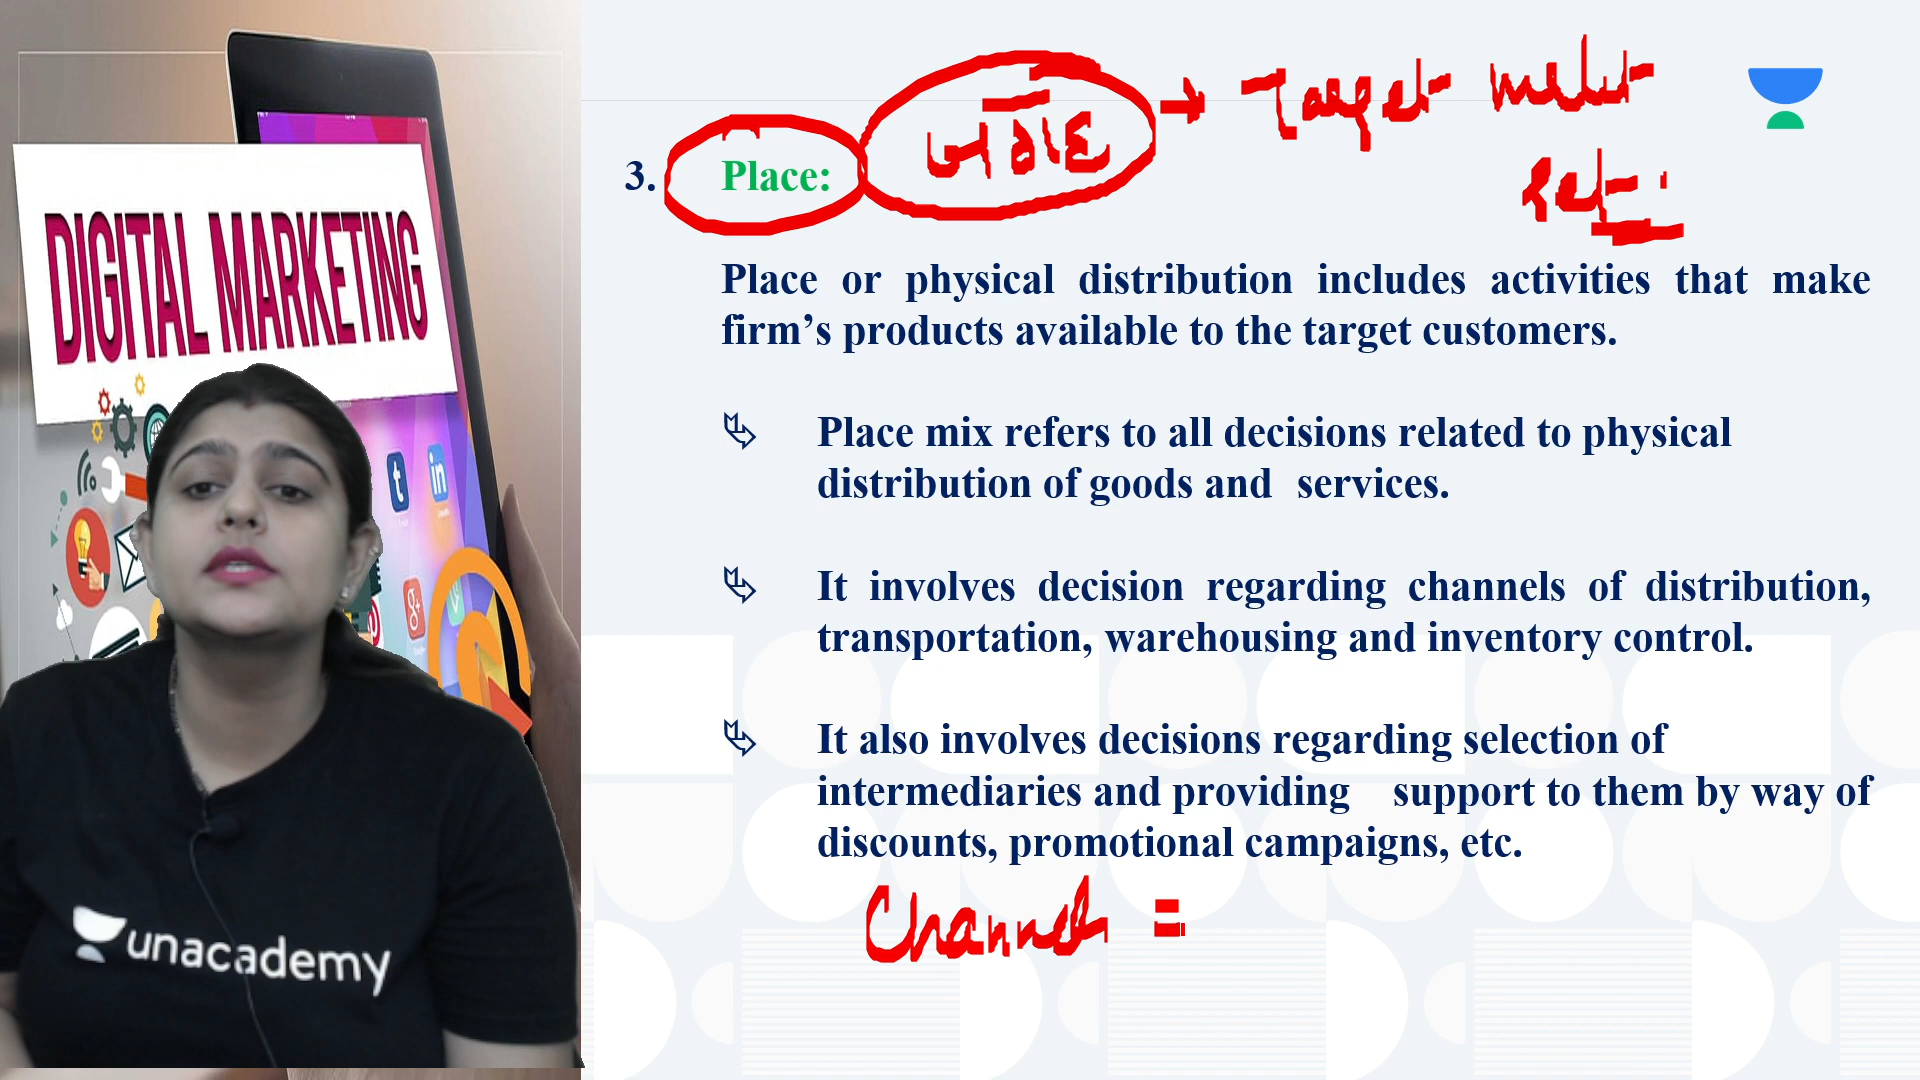 DIGITAL MARKETING
t
in
g+
unacademy
→ Target
3. Place:
Place or physical distribution includes activities that make
firm’s products available to the target customers.
Place mix refers to all decisions related to physical
distribution of goods and services.
It involves decision regarding channels of distribution,
transportation, warehousing and inventory control.
It also involves decisions regarding selection of
intermediaries and providing support to them by way of
discounts, promotional campaigns, etc.
Channel =